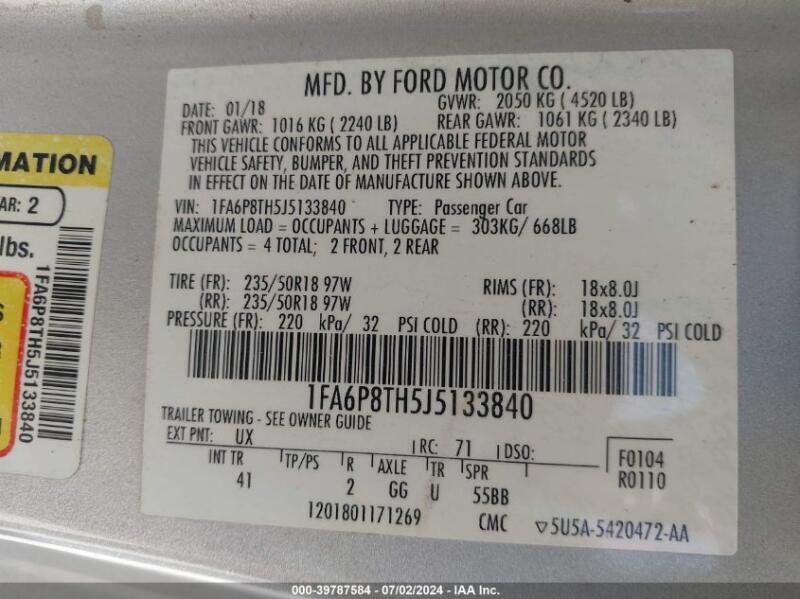 MFD. BY FORD MOTOR CO.
DATE: 01/18
GVWR: 2050 KG ( 4520 LB)
FRONT GAWR: 1016 KG ( 2240 LB)
REAR GAWR: 1061 KG ( 2340 LB)
THIS VEHICLE CONFORMS TO ALL APPLICABLE FEDERAL MOTOR
VEHICLE SAFETY, BUMPER, AND THEFT PREVENTION STANDARDS
IN EFFECT ON THE DATE OF MANUFACTURE SHOWN ABOVE.
VIN: 1FA6P8TH5J5133840 TYPE: Passenger Car
MAXIMUM LOAD = OCCUPANTS + LUGGAGE = 303KG/ 668LB
OCCUPANTS = 4 TOTAL; 2 FRONT, 2 REAR
TIRE (FR): 235/50R18 97W RIMS (FR): 18x8.0J
(RR): 235/50R18 97W (RR): 18x8.0J
PRESSURE (FR): 220 kPa/ 32 PSI COLD (RR): 220 kPa/ 32 PSI COLD
1FA6P8TH5J5133840
TRAILER TOWING - SEE OWNER GUIDE
EXT PNT: UX RC: 71 DSO:
F0104
R0110
INT TR TP/PS R AXLE TR SPR
41 2 GG U 55BB
1201801171269 CMC ▽5U5A-5420472-AA
MATION
AR: 2
lbs.
1FA6P8TH5J5133840
000-39787584 - 07/02/2024 - IAA Inc.